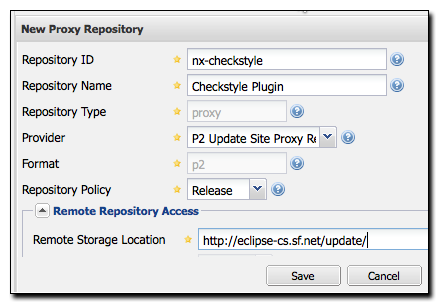 New Proxy Repository
Repository ID nx-checkstyle
Repository Name Checkstyle Plugin
Repository Type proxy
Provider P2 Update Site Proxy Re
Format p2
Repository Policy Release
Remote Repository Access
Remote Storage Location http://eclipse-cs.sf.net/update/
Save Cancel